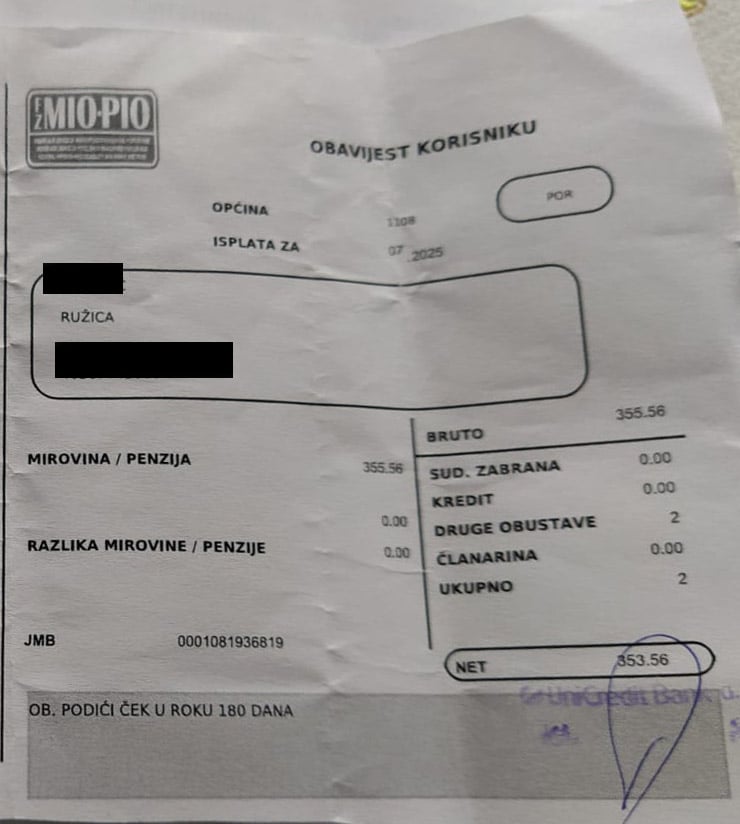 FZ MIO-PIO
OBAVIJEST KORISNIKU
OPĆINA 1108 POR
ISPLATA ZA 07 .2025
RUŽICA
BRUTO 355.56
MIROVINA / PENZIJA 355.56 SUD. ZABRANA 0.00
KREDIT 0.00
0.00 DRUGE OBUSTAVE 2
RAZLIKA MIROVINE / PENZIJE 0.00 ČLANARINA 0.00
UKUPNO 2
JMB 0001081936819
NET 353.56
UniCredit Bank
OB. PODIĆI ČEK U ROKU 180 DANA